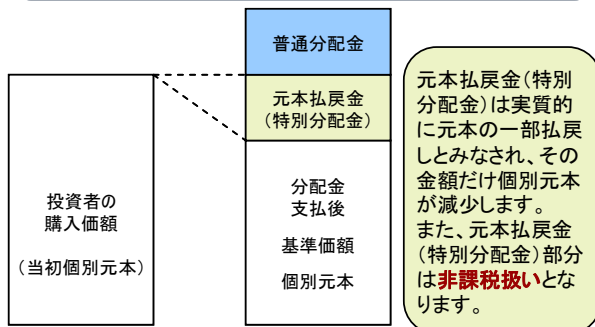 普通分配金
元本払戻金
(特別分配金)
投資者の
購入価額
(当初個別元本)
分配金
支払後
基準価額
個別元本
元本払戻金(特別
分配金)は実質的
に元本の一部払戻
しとみなされ、その
金額だけ個別元本
が減少します。
また、元本払戻金
(特別分配金)部分
は非課税扱いとな
ります。